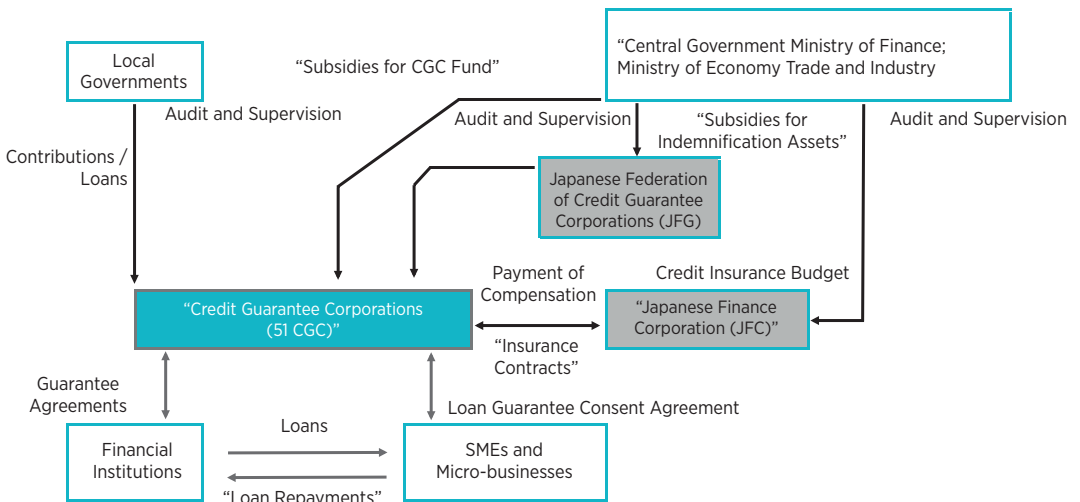 Local
Governments
“Subsidies for CGC Fund”
“Central Government Ministry of Finance;
Ministry of Economy Trade and Industry
Audit and Supervision
Audit and Supervision
“Subsidies for
Indemnification Assets”
Audit and Supervision
Contributions /
Loans
Japanese Federation
of Credit Guarantee
Corporations (JFG)
Payment of
Compensation
Credit Insurance Budget
“Credit Guarantee Corporations
(51 CGC)”
“Japanese Finance
Corporation (JFC)”
“Insurance
Contracts”
Guarantee
Agreements
Loan Guarantee Consent Agreement
Financial
Institutions
Loans
“Loan Repayments”
SMEs and
Micro-businesses